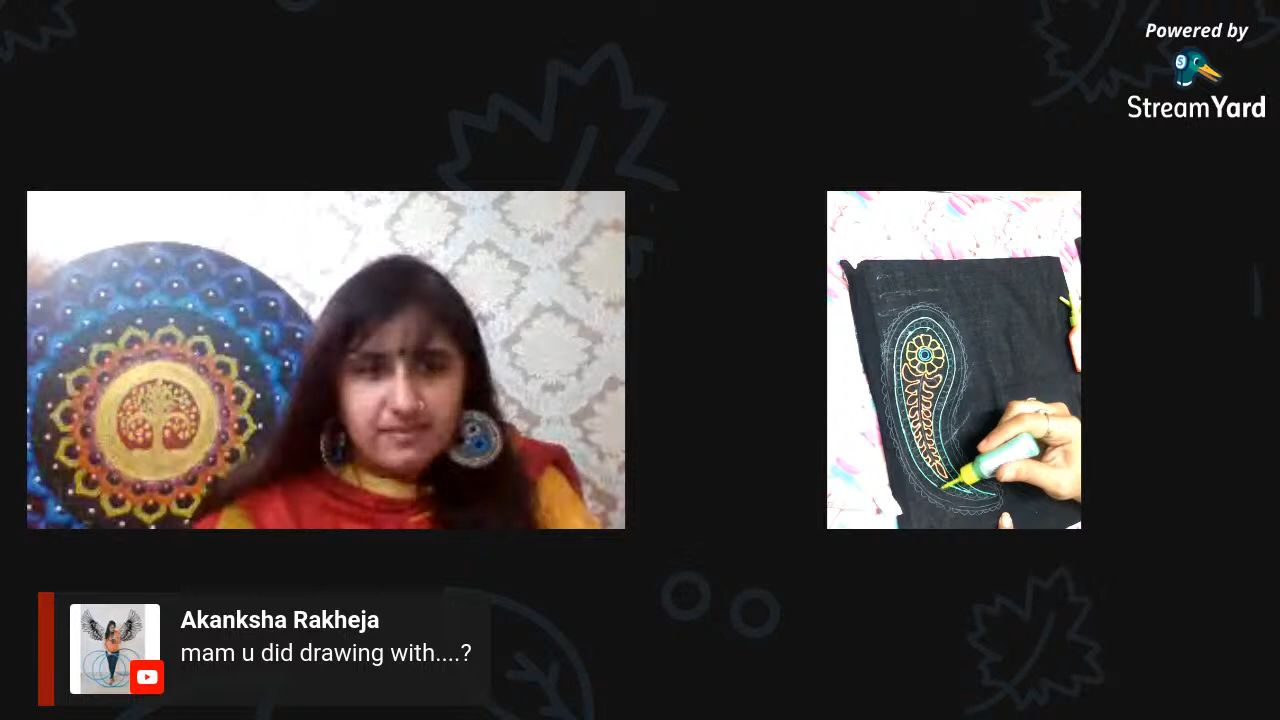 Powered by
StreamYard
Akanksha Rakheja
mam u did drawing with....?